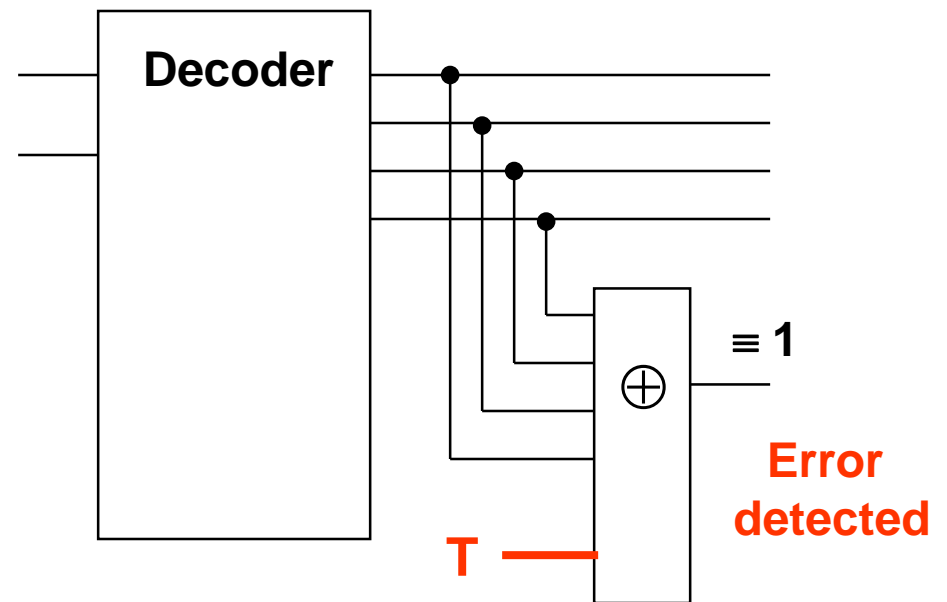 Decoder
≡ 1
⊕
Error
detected
T